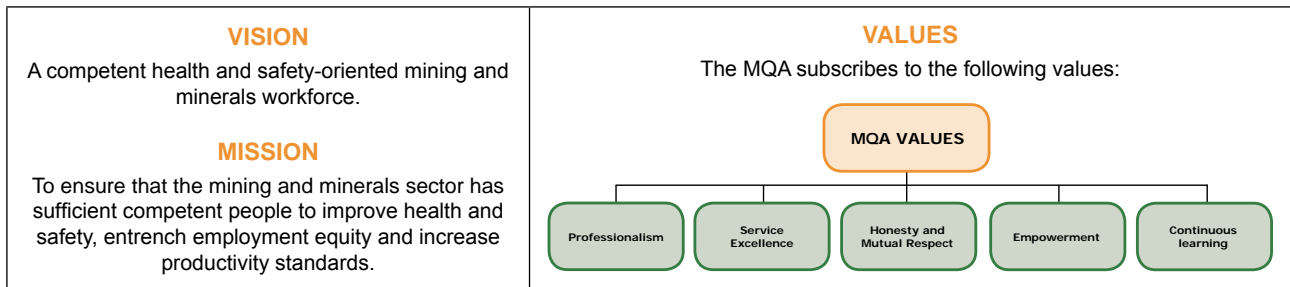 VISION
A competent health and safety-oriented mining and
minerals workforce.
MISSION
To ensure that the mining and minerals sector has
sufficient competent people to improve health and
safety, entrench employment equity and increase
productivity standards.
VALUES
The MQA subscribes to the following values:
MQA VALUES
Professionalism
Service
Excellence
Honesty and
Mutual Respect
Empowerment
Continuous
learning